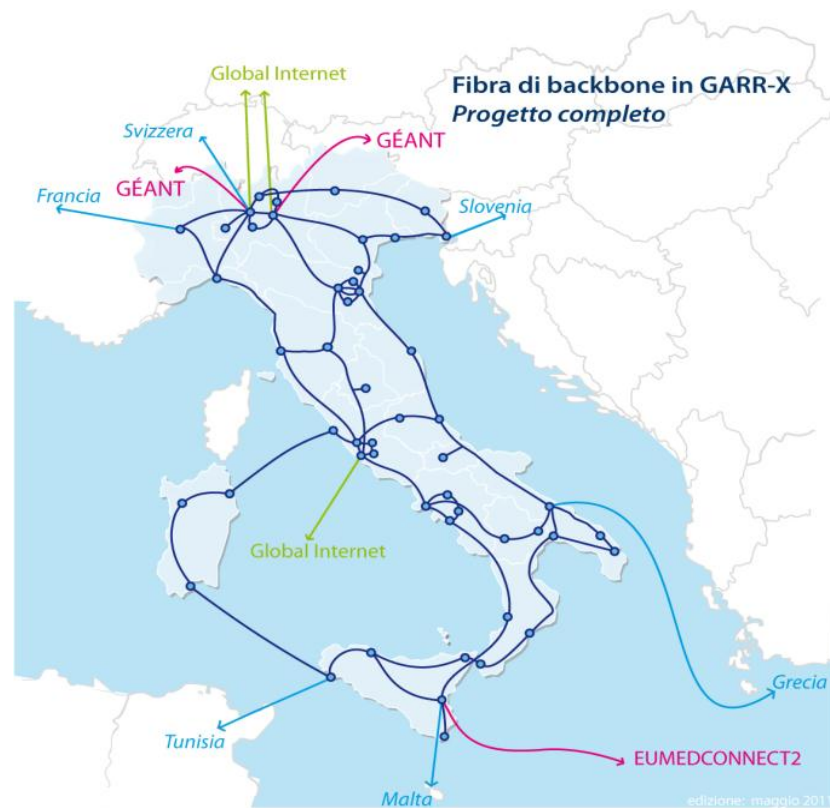 Global Internet
Fibra di backbone in GARR-X
Progetto completo
Svizzera
GÉANT
GÉANT
Francia
Slovenia
Global Internet
Grecia
Tunisia
EUMEDCONNECT2
Malta
edizione: maggio 201